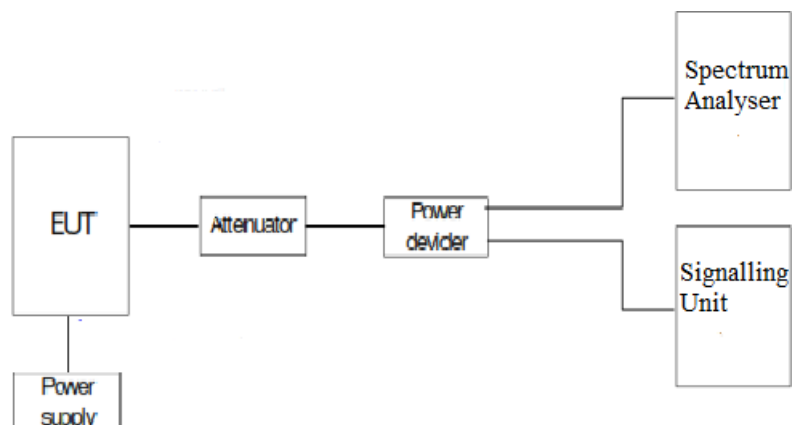 Spectrum
Analyser
EUT
Attenuator
Power
devider
Signalling
Unit
Power
supply